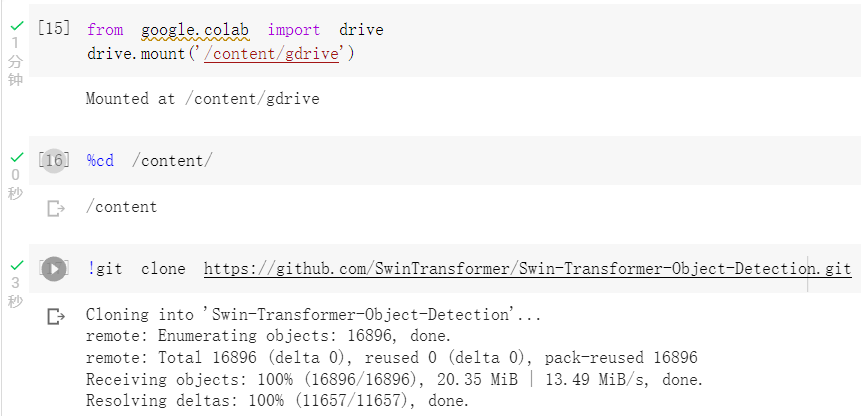 [15] from google.colab import drive
drive.mount('/content/gdrive')
1
分
钟
Mounted at /content/gdrive
[16] %cd /content/
0
秒
/content
!git clone https://github.com/SwinTransformer/Swin-Transformer-Object-Detection.git
3
秒
Cloning into 'Swin-Transformer-Object-Detection'...
remote: Enumerating objects: 16896, done.
remote: Total 16896 (delta 0), reused 0 (delta 0), pack-reused 16896
Receiving objects: 100% (16896/16896), 20.35 MiB | 13.49 MiB/s, done.
Resolving deltas: 100% (11657/11657), done.